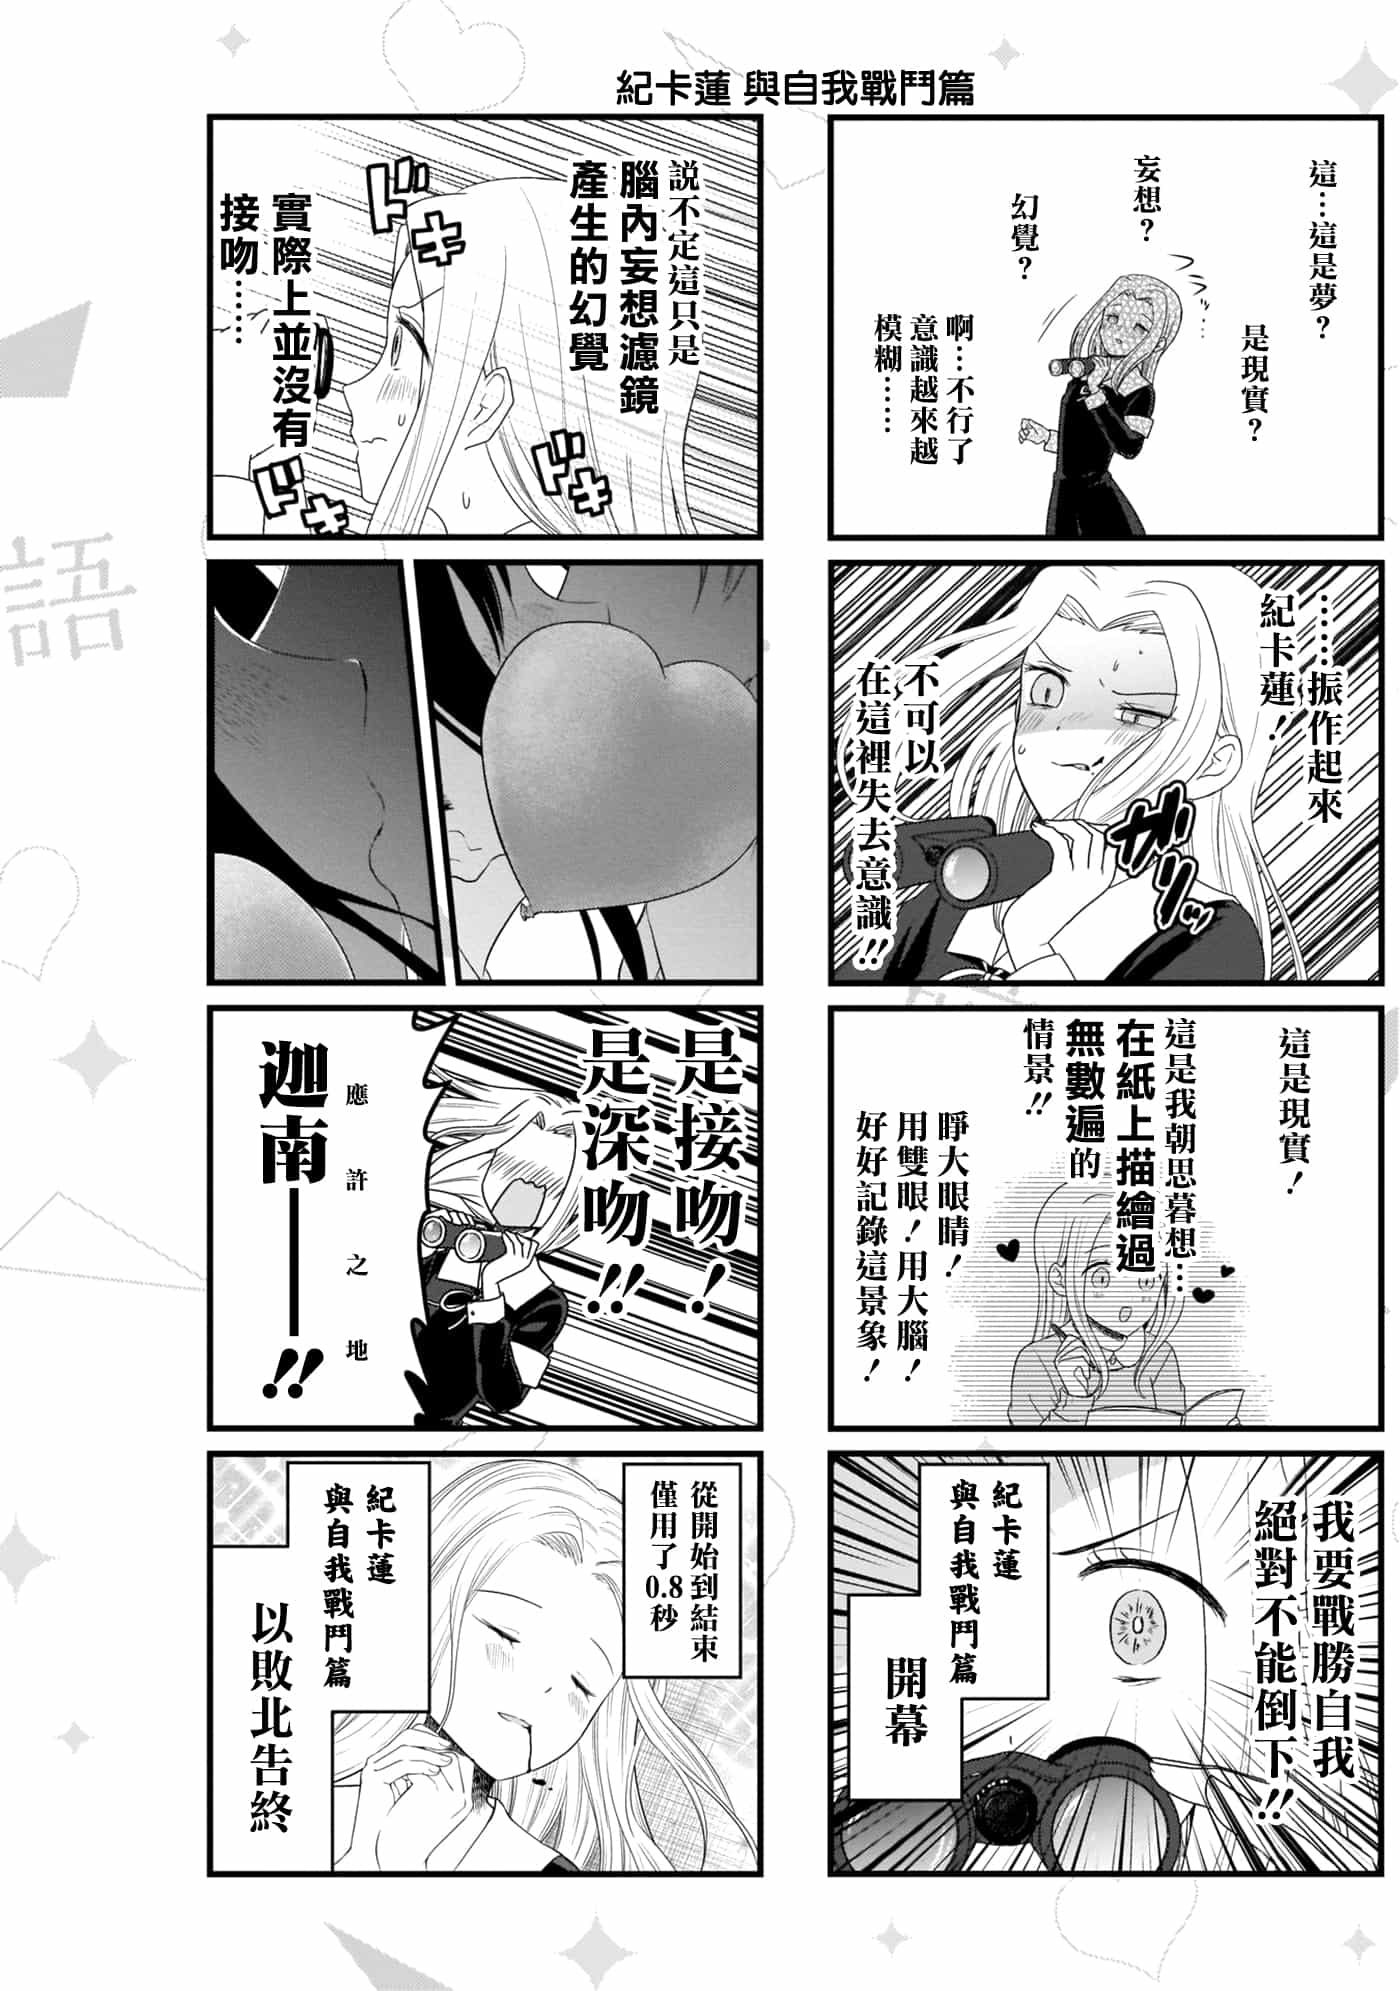 紀卡蓮 與自我戰鬥篇
這…這是夢?
是現實?
妄想?
幻覺?
啊…不行了
意識越來越
模糊……
……振作起來
紀卡蓮!
不可以
在這裡失去意識!!
ガリッ
這是現實!
這是我朝思暮想…
在紙上描繪過
無數遍的
情景!!
睜大眼睛!
用雙眼!用大腦!
好好記錄這景象!
我要戰勝自我
絕對不能倒下!!
紀卡蓮
與自我戰鬥篇
開幕
説不定這只是
腦內妄想濾鏡
產生的幻覺
實際上並沒有
接吻……
ドキ
ドキ
ドキ
ドキ
是接吻!
是深吻!!
應許之地
迦南——!!
從開始到結束
僅用了0.8秒
紀卡蓮
與自我戰鬥篇
以敗北告終
語